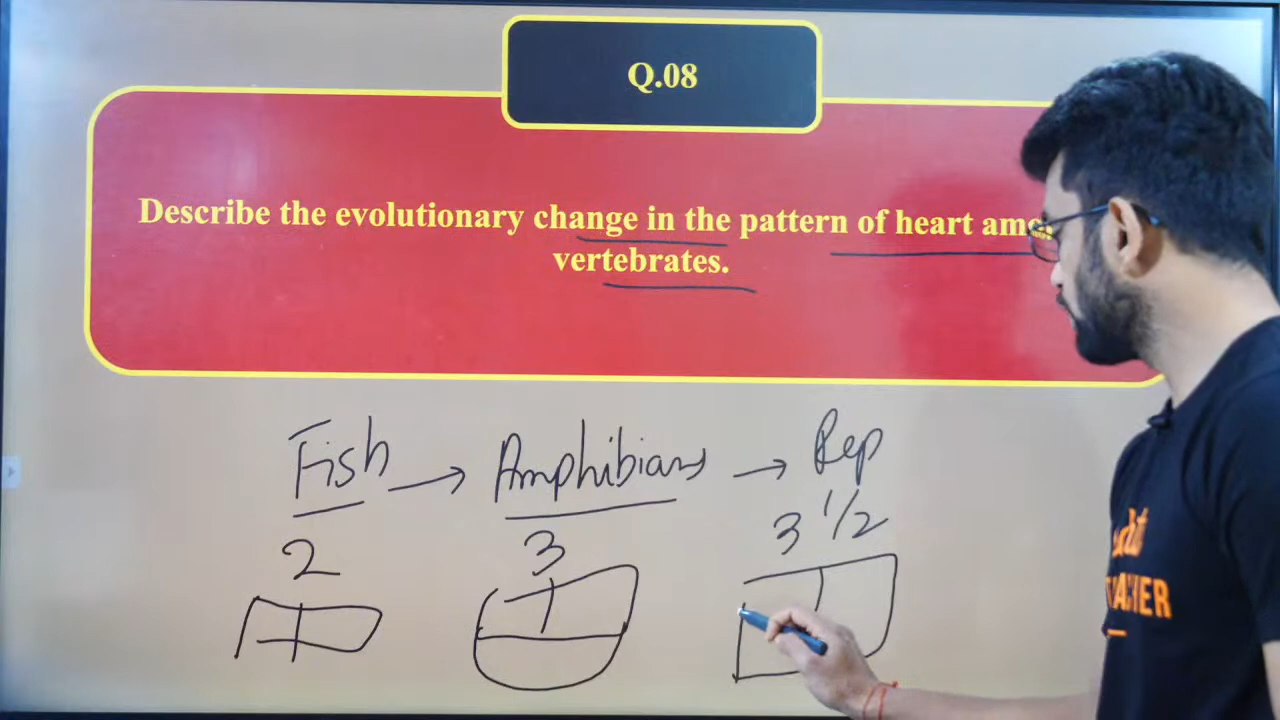 Q.08
Describe the evolutionary change in the pattern of heart
vertebrates.
Fish → Amphibians → Rep
2 3 3 1/2